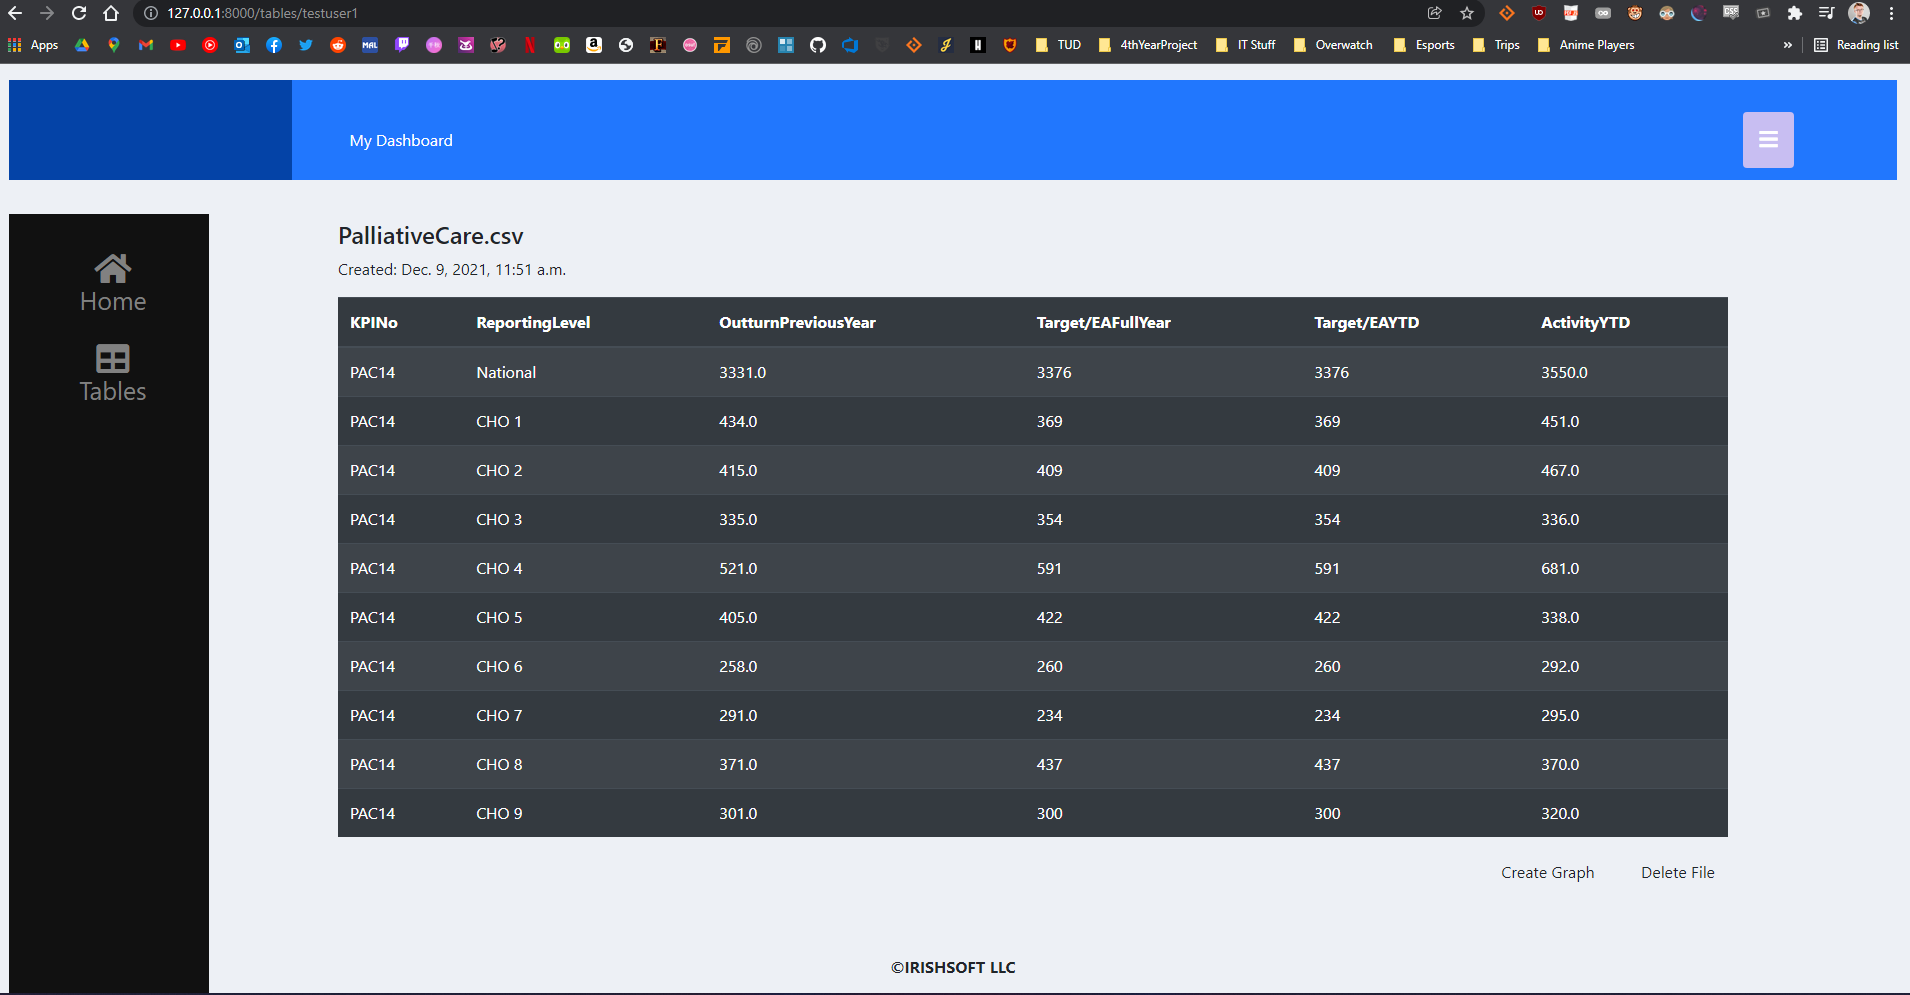 127.0.0.1:8000/tables/testuser1
Apps MAL TUD 4thYearProject IT Stuff Overwatch Esports Trips Anime Players » Reading list
My Dashboard
Home
Tables
PalliativeCare.csv
Created: Dec. 9, 2021, 11:51 a.m.
KPINo ReportingLevel OutturnPreviousYear Target/EAFullYear Target/EAYTD ActivityYTD
PAC14 National 3331.0 3376 3376 3550.0
PAC14 CHO 1 434.0 369 369 451.0
PAC14 CHO 2 415.0 409 409 467.0
PAC14 CHO 3 335.0 354 354 336.0
PAC14 CHO 4 521.0 591 591 681.0
PAC14 CHO 5 405.0 422 422 338.0
PAC14 CHO 6 258.0 260 260 292.0
PAC14 CHO 7 291.0 234 234 295.0
PAC14 CHO 8 371.0 437 437 370.0
PAC14 CHO 9 301.0 300 300 320.0
Create Graph Delete File
©IRISHSOFT LLC